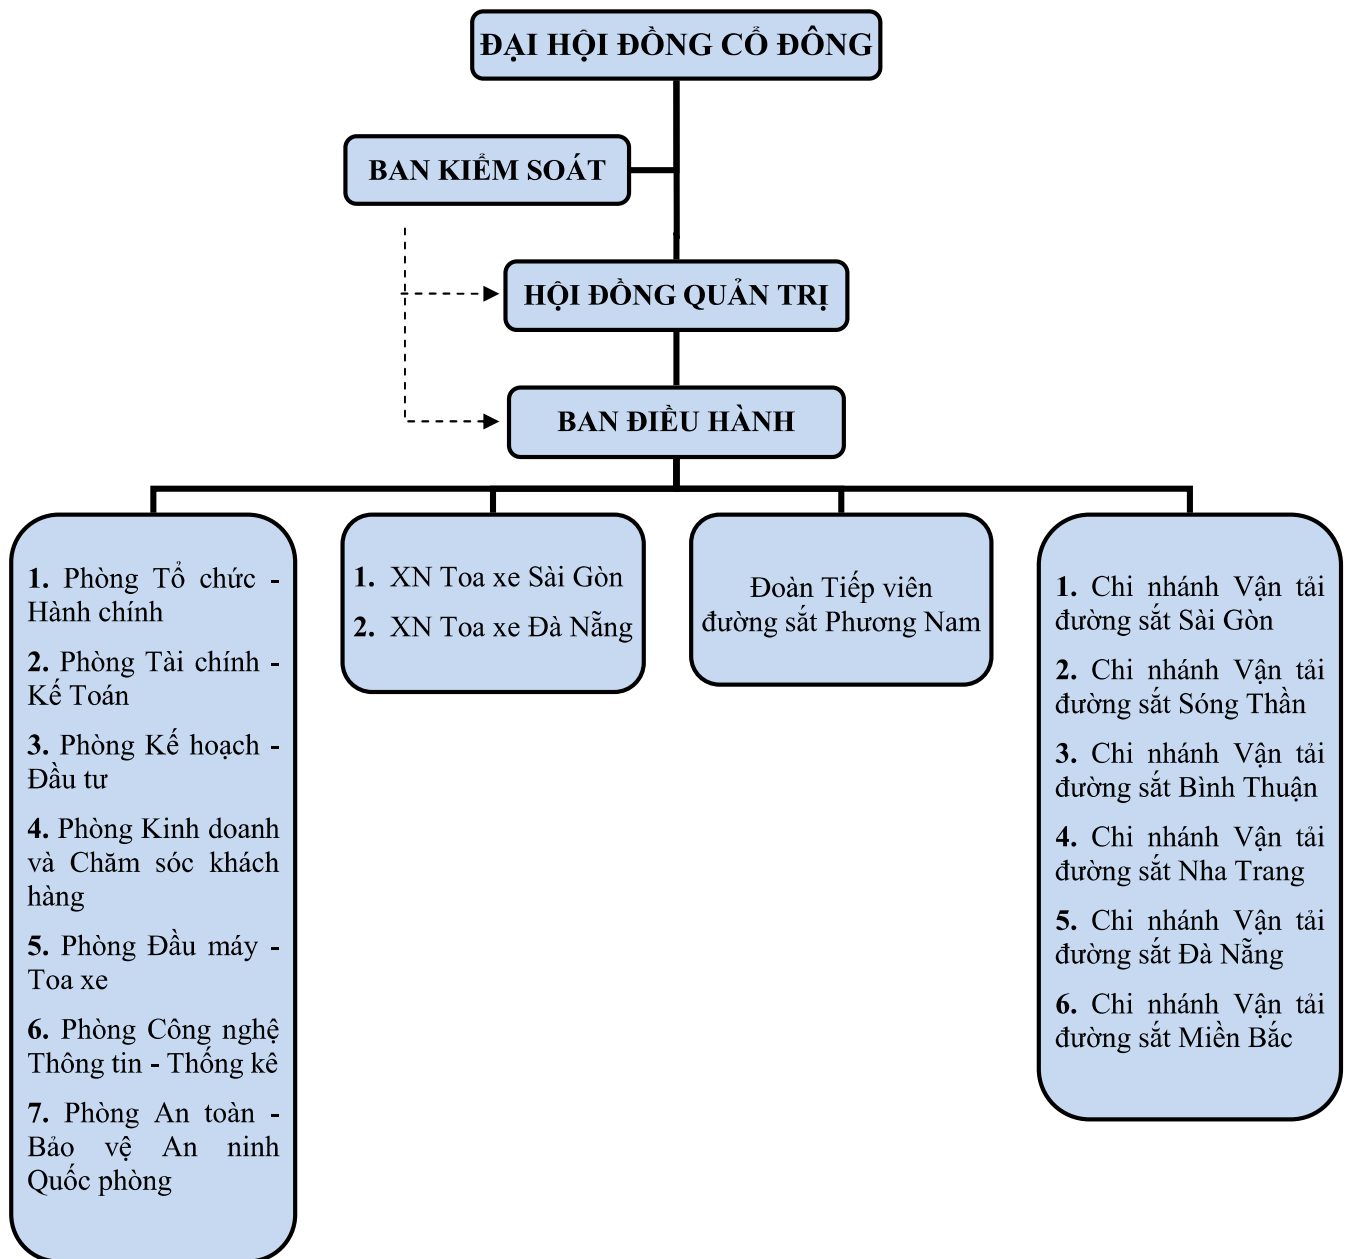 ĐẠI HỘI ĐỒNG CỔ ĐÔNG
BAN KIỂM SOÁT
HỘI ĐỒNG QUẢN TRỊ
BAN ĐIỀU HÀNH
1. Phòng Tổ chức -
Hành chính
2. Phòng Tài chính -
Kế Toán
3. Phòng Kế hoạch -
Đầu tư
4. Phòng Kinh doanh
và Chăm sóc khách
hàng
5. Phòng Đầu máy -
Toa xe
6. Phòng Công nghệ
Thông tin - Thống kê
7. Phòng An toàn -
Bảo vệ An ninh
Quốc phòng
1. XN Toa xe Sài Gòn
2. XN Toa xe Đà Nẵng
Đoàn Tiếp viên
đường sắt Phương Nam
1. Chi nhánh Vận tải
đường sắt Sài Gòn
2. Chi nhánh Vận tải
đường sắt Sóng Thần
3. Chi nhánh Vận tải
đường sắt Bình Thuận
4. Chi nhánh Vận tải
đường sắt Nha Trang
5. Chi nhánh Vận tải
đường sắt Đà Nẵng
6. Chi nhánh Vận tải
đường sắt Miền Bắc